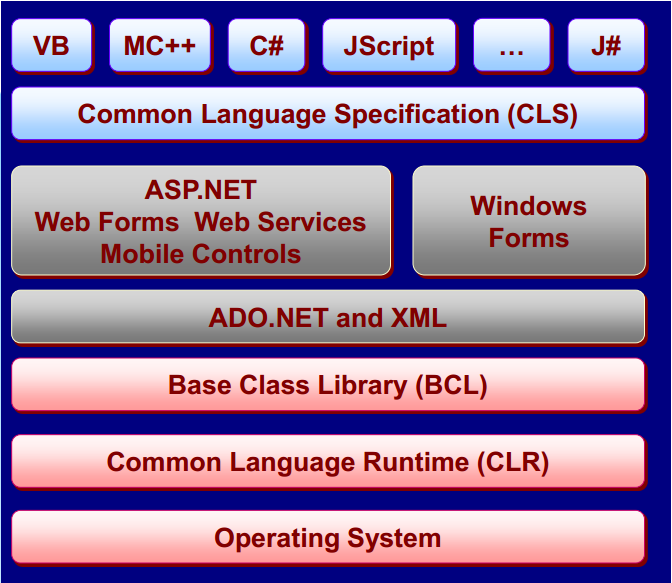 VB
MC++
C#
JScript
...
J#
Common Language Specification (CLS)
ASP.NET
Web Forms  Web Services
Mobile Controls
Windows
Forms
ADO.NET and XML
Base Class Library (BCL)
Common Language Runtime (CLR)
Operating System